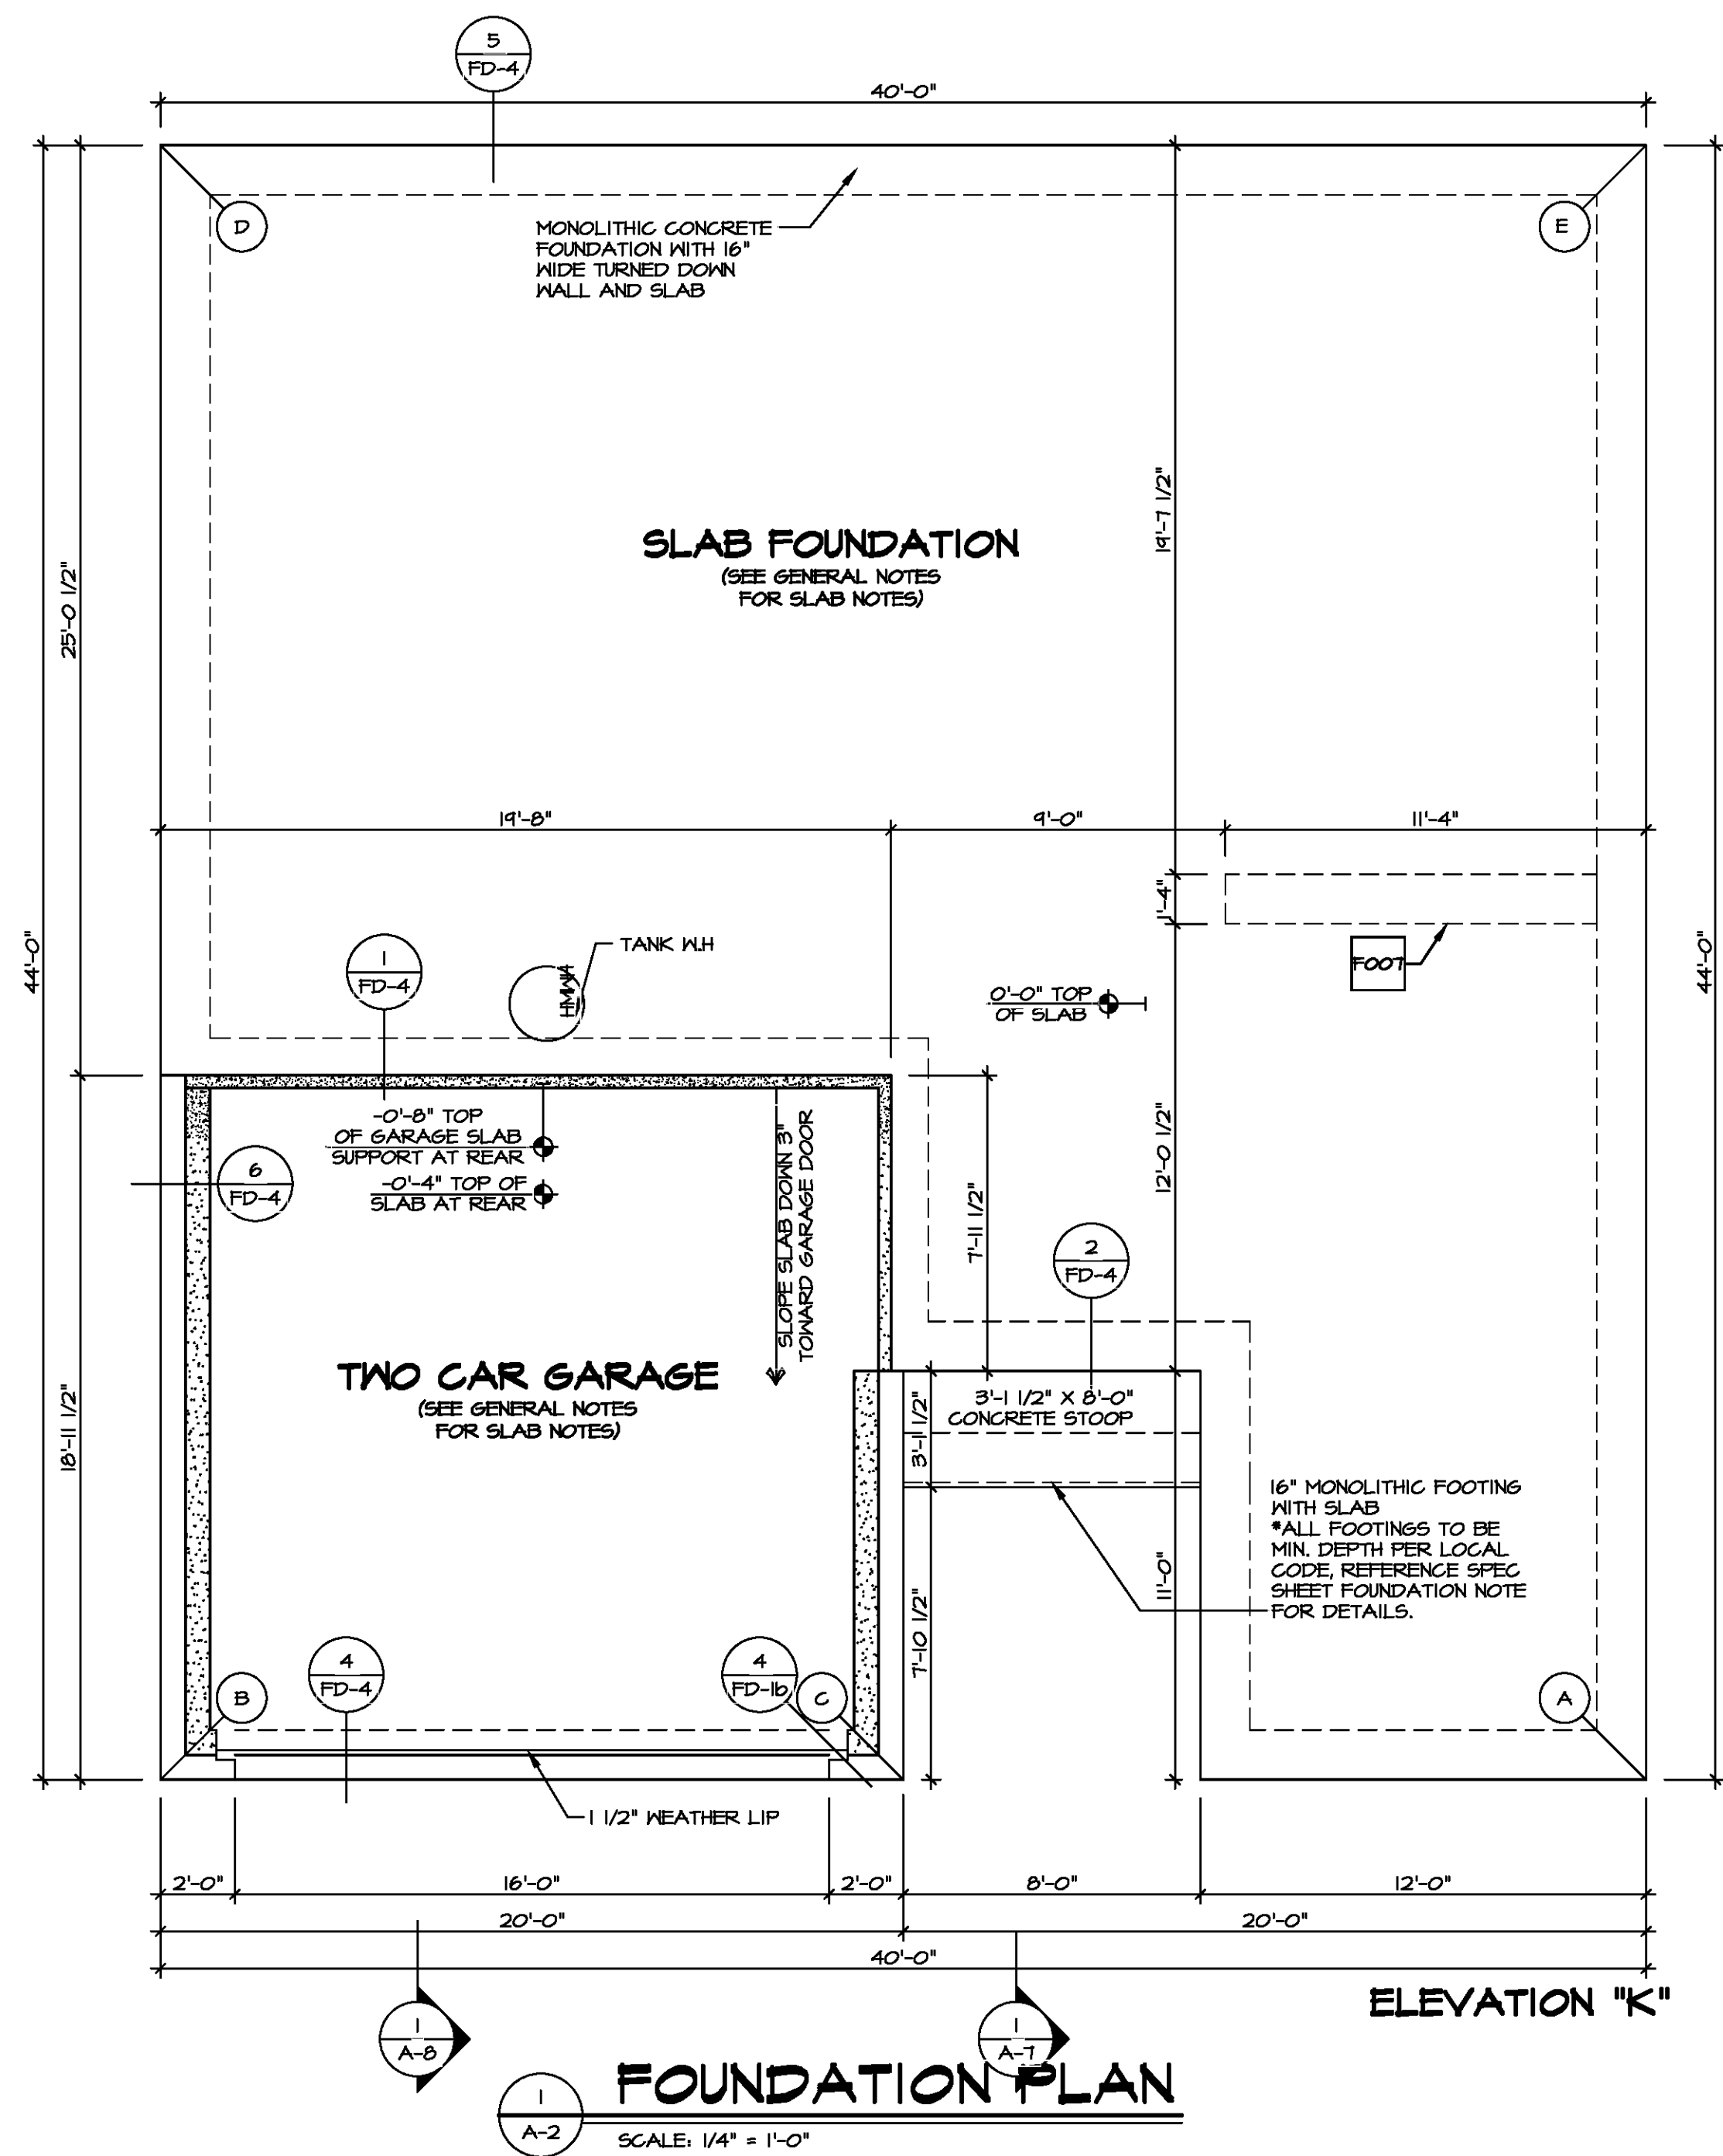 5
FD-4
40'-0"
D
E
MONOLITHIC CONCRETE
FOUNDATION WITH 16"
WIDE TURNED DOWN
WALL AND SLAB
25'-0 1/2"
19'-7 1/2"
SLAB FOUNDATION
(SEE GENERAL NOTES
FOR SLAB NOTES)
19'-8"
9'-0"
11'-4"
1'-4"
44'-0"
44'-0"
1
FD-4
TANK W.H
HWH
FOOT
0'-0" TOP
OF SLAB
-0'-8" TOP
OF GARAGE SLAB
SUPPORT AT REAR
-0'-4" TOP OF
SLAB AT REAR
SLOPE SLAB DOWN 3"
TOWARD GARAGE DOOR
6
FD-4
12'-0 1/2"
7'-11 1/2"
2
FD-4
TWO CAR GARAGE
(SEE GENERAL NOTES
FOR SLAB NOTES)
18'-11 1/2"
3'-1 1/2" X 8'-0"
CONCRETE STOOP
3'-1 1/2"
16" MONOLITHIC FOOTING
WITH SLAB
*ALL FOOTINGS TO BE
MIN. DEPTH PER LOCAL
CODE, REFERENCE SPEC
SHEET FOUNDATION NOTE
FOR DETAILS.
11'-0"
7'-10 1/2"
B
4
FD-4
4
FD-1b
C
A
1 1/2" WEATHER LIP
2'-0"
16'-0"
2'-0"
8'-0"
12'-0"
20'-0"
20'-0"
40'-0"
ELEVATION "K"
1
A-8
1
A-7
1
A-2
FOUNDATION PLAN
SCALE: 1/4" = 1'-0"